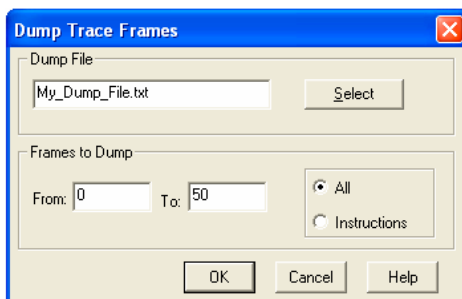 Dump Trace Frames
Dump File
My_Dump_File.txt
Select
Frames to Dump
From: 0 To: 50
All
Instructions
OK Cancel Help